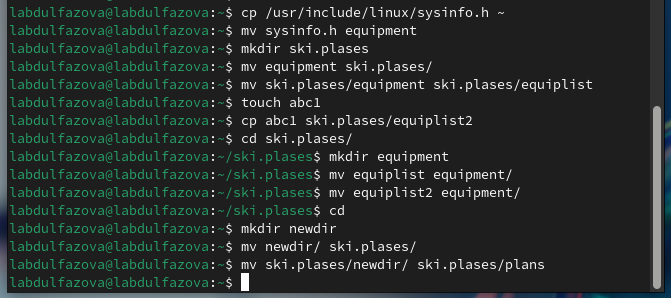 labdulfazova@labdulfazova:~$ cp /usr/include/linux/sysinfo.h ~
labdulfazova@labdulfazova:~$ mv sysinfo.h equipment
labdulfazova@labdulfazova:~$ mkdir ski.plases
labdulfazova@labdulfazova:~$ mv equipment ski.plases/
labdulfazova@labdulfazova:~$ mv ski.plases/equipment ski.plases/equiplist
labdulfazova@labdulfazova:~$ touch abc1
labdulfazova@labdulfazova:~$ cp abc1 ski.plases/equiplist2
labdulfazova@labdulfazova:~$ cd ski.plases/
labdulfazova@labdulfazova:~/ski.plases$ mkdir equipment
labdulfazova@labdulfazova:~/ski.plases$ mv equiplist equipment/
labdulfazova@labdulfazova:~/ski.plases$ mv equiplist2 equipment/
labdulfazova@labdulfazova:~/ski.plases$ cd
labdulfazova@labdulfazova:~$ mkdir newdir
labdulfazova@labdulfazova:~$ mv newdir/ ski.plases/
labdulfazova@labdulfazova:~$ mv ski.plases/newdir/ ski.plases/plans
labdulfazova@labdulfazova:~$